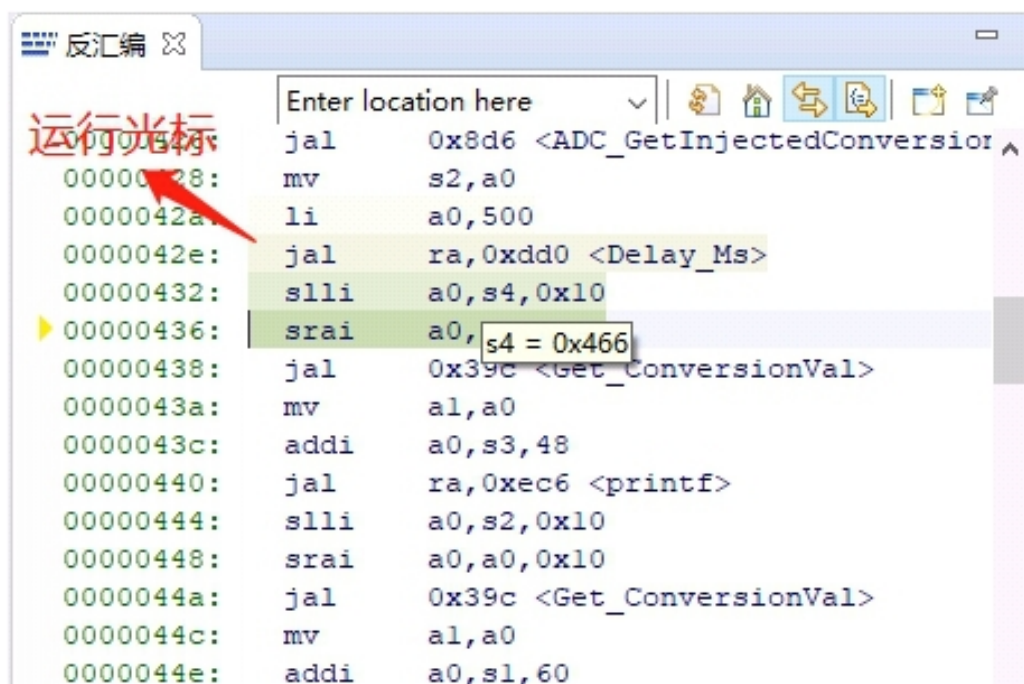 反汇编
Enter location here
运行光标
jal 0x8d6 <ADC_GetInjectedConversion
mv s2,a0
0000042a: li a0,500
0000042e: jal ra,0xdd0 <Delay_Ms>
00000432: slli a0,s4,0x10
00000436: srai a0,
s4 = 0x466
00000438: jal 0x39c <Get_ConversionVal>
0000043a: mv a1,a0
0000043c: addi a0,s3,48
00000440: jal ra,0xec6 <printf>
00000444: slli a0,s2,0x10
00000448: srai a0,a0,0x10
0000044a: jal 0x39c <Get_ConversionVal>
0000044c: mv a1,a0
0000044e: addi a0,s1,60